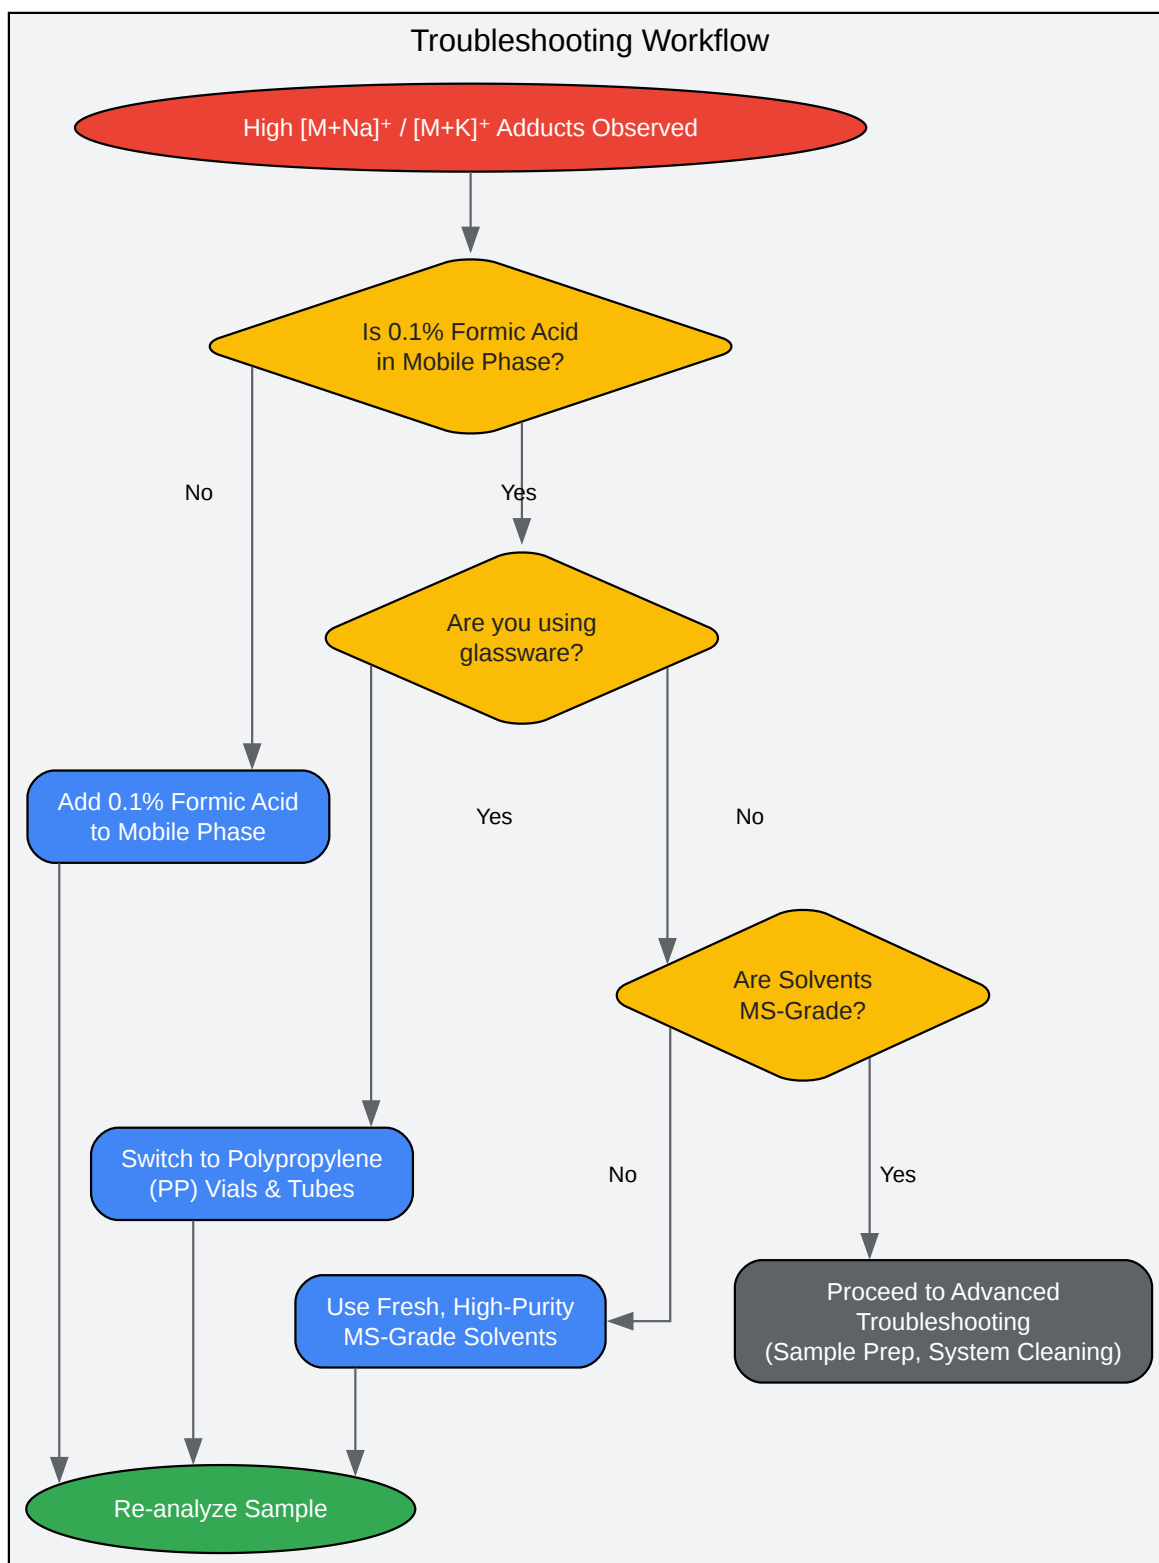 Troubleshooting Workflow
High [M+Na]⁺ / [M+K]⁺ Adducts Observed
Is 0.1% Formic Acid
in Mobile Phase?
No
Yes
Are you using
glassware?
Add 0.1% Formic Acid
to Mobile Phase
Yes
No
Are Solvents
MS-Grade?
Switch to Polypropylene
(PP) Vials & Tubes
No
Yes
Use Fresh, High-Purity
MS-Grade Solvents
Proceed to Advanced
Troubleshooting
(Sample Prep, System Cleaning)
Re-analyze Sample